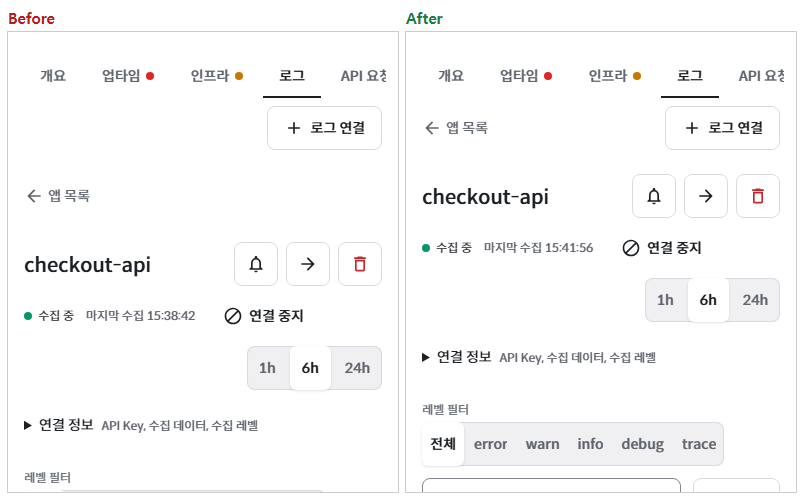 Before
개요 업타임 인프라 로그 API 요청
+ 로그 연결
← 앱 목록
checkout-api
수집 중 마지막 수집 15:38:42 연결 중지
1h 6h 24h
▶ 연결 정보 API Key, 수집 데이터, 수집 레벨
레벨 필터
After
개요 업타임 인프라 로그 API 요청
← 앱 목록 + 로그 연결
checkout-api
수집 중 마지막 수집 15:41:56 연결 중지
1h 6h 24h
▶ 연결 정보 API Key, 수집 데이터, 수집 레벨
레벨 필터
전체 error warn info debug trace